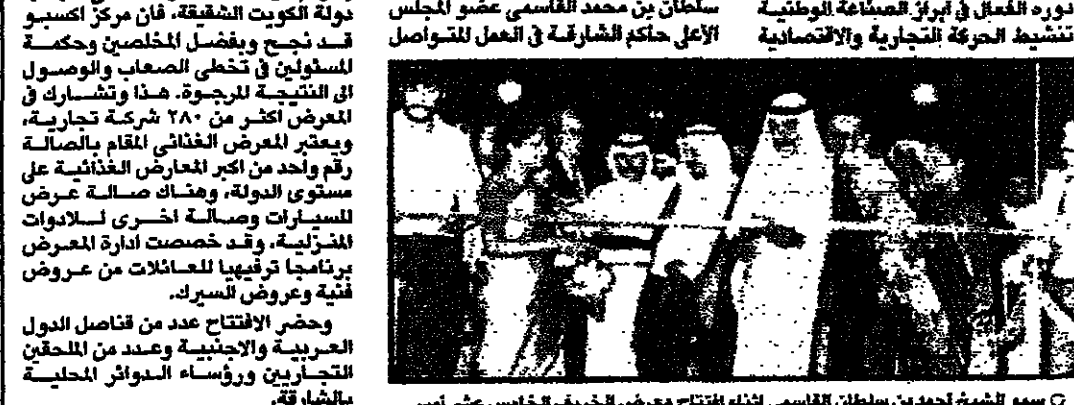 دوره الفعال في ابراز الصناعة الوطنية
تنشيط الحركة التجارية والاقتصادية
سلطان بن محمد القاسمي عضو المجلس
الأعلى حاكم الشارقة في العمل للتواصل
سمو الشيخ احمد بن سلطان القاسمي اثناء افتتاح معرض الخريف الخامس عشر أمس
دولة الكويت الشقيقة، فان مركز اكسبو
قد نجح وبفضل المخلصين وحكمة
المسئولين في تخطى الصعاب والوصول
الى النتيجة المرجوة. هذا وتشارك في
المعرض اكثر من ٢٨٠ شركة تجارية،
ويعتبر المعرض الغذائي المقام بالصالة
رقم واحد من اكبر المعارض الغذائية على
مستوى الدولة، وهناك صالة عرض
للسيارات وصالة اخرى لـلادوات
المنزلية، وقد خصصت ادارة المعرض
برنامجا ترفيهيا للعائلات من عروض
فنية وعروض للسيرك.
وحضر الافتتاح عدد من قناصل الدول
العربية والاجنبية وعدد من الملحقين
التجاريين ورؤساء الدوائر المحلية
بالشارقة.